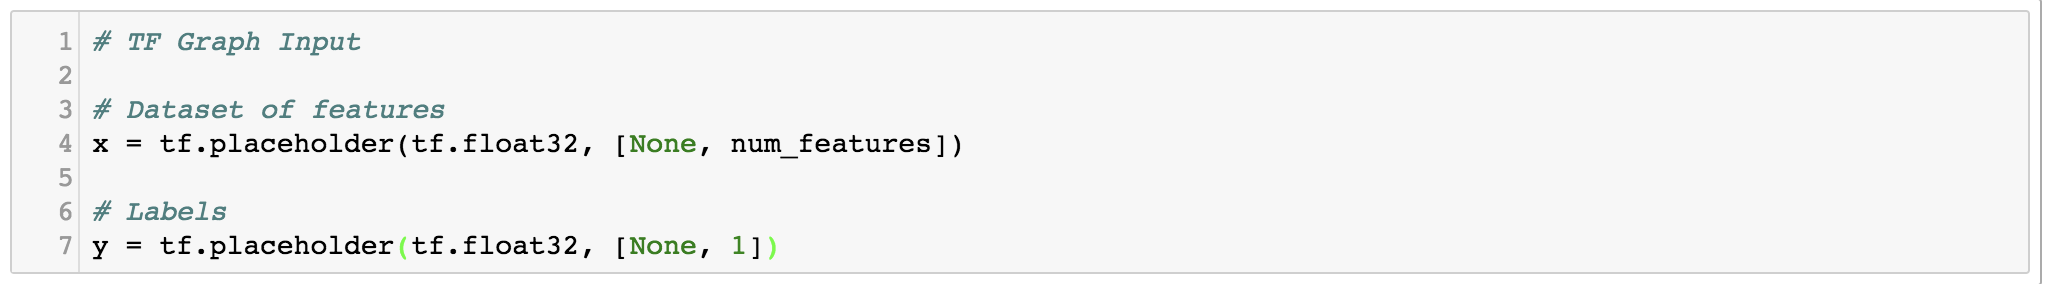 1 # TF Graph Input
2
3 # Dataset of features
4 x = tf.placeholder(tf.float32, [None, num_features])
5
6 # Labels
7 y = tf.placeholder(tf.float32, [None, 1])